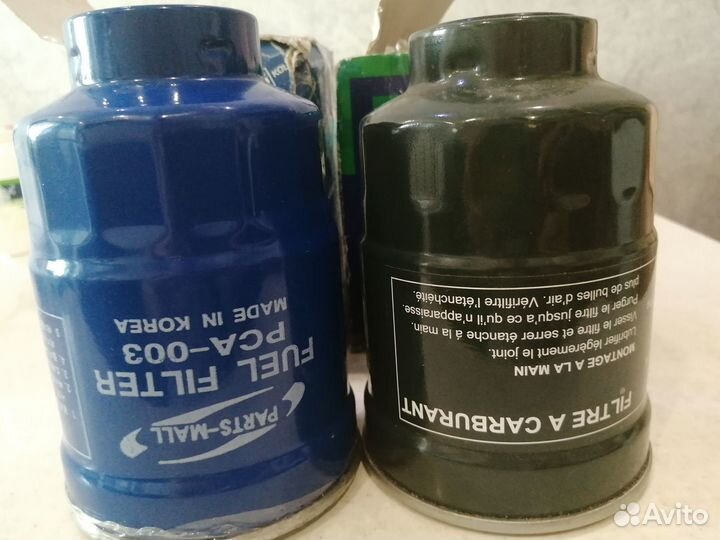 PARTS-MALL
FUEL FILTER
PCA-003
MADE IN KOREA
FILTRE A CARBURANT
MONTAGE A LA MAIN
Lubrifier légèrement le joint.
Visser le filtre et serrer étanche á la main.
Purger le filtre jusqu'a ce qu'il n'apparaisse.
plus de bulles d'air. Vérifiltre l'étanchéité.
Avito